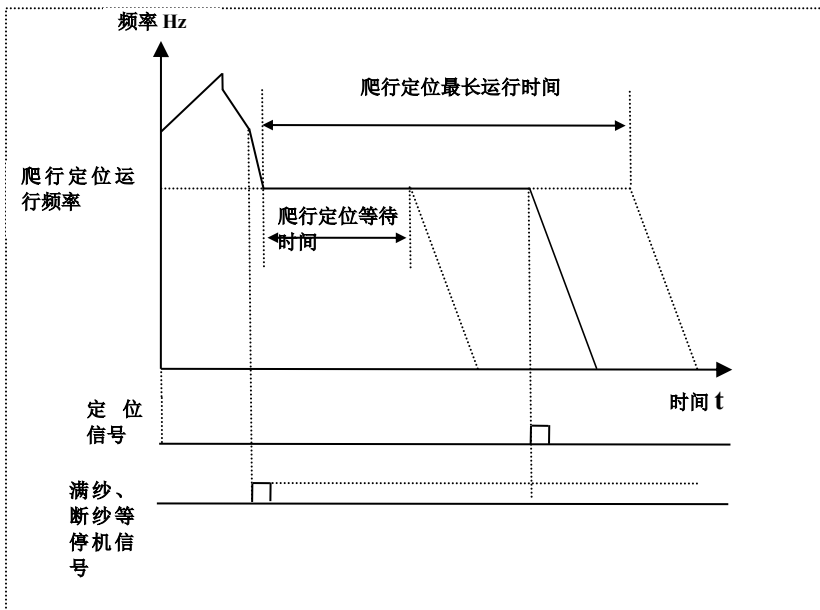 频率 Hz
爬行定位最长运行时间
爬行定位运
行频率
爬行定位等待
时间
时间 t
定 位
信号
满纱、
断纱等
停机信
号